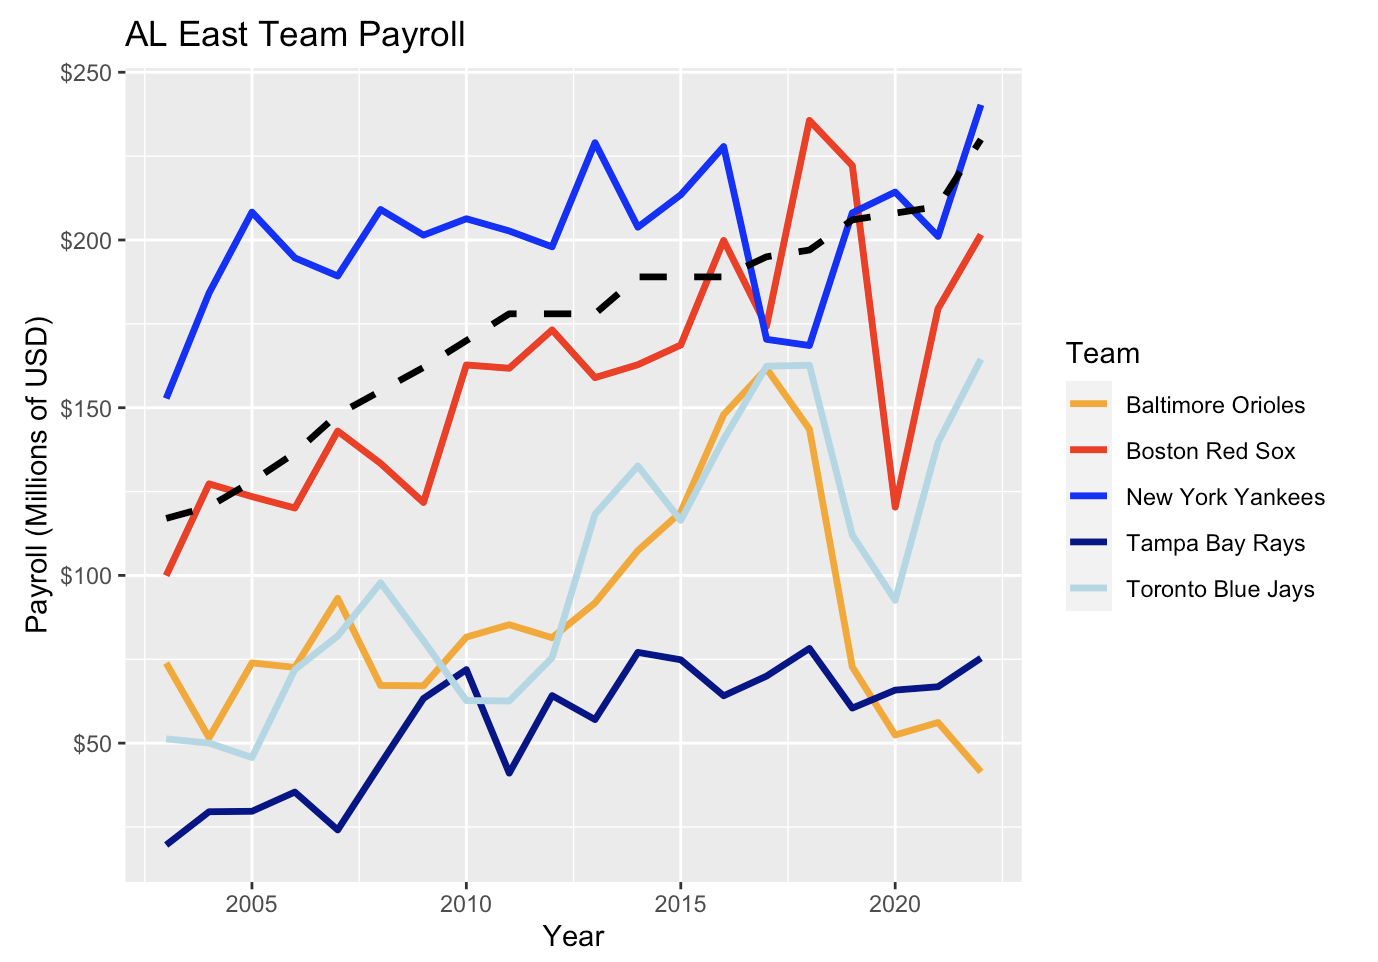 AL East Team Payroll
$250
$200
$150
$100
$50
Payroll (Millions of USD)
2005
2010
2015
2020
Year
Team
Baltimore Orioles
Boston Red Sox
New York Yankees
Tampa Bay Rays
Toronto Blue Jays